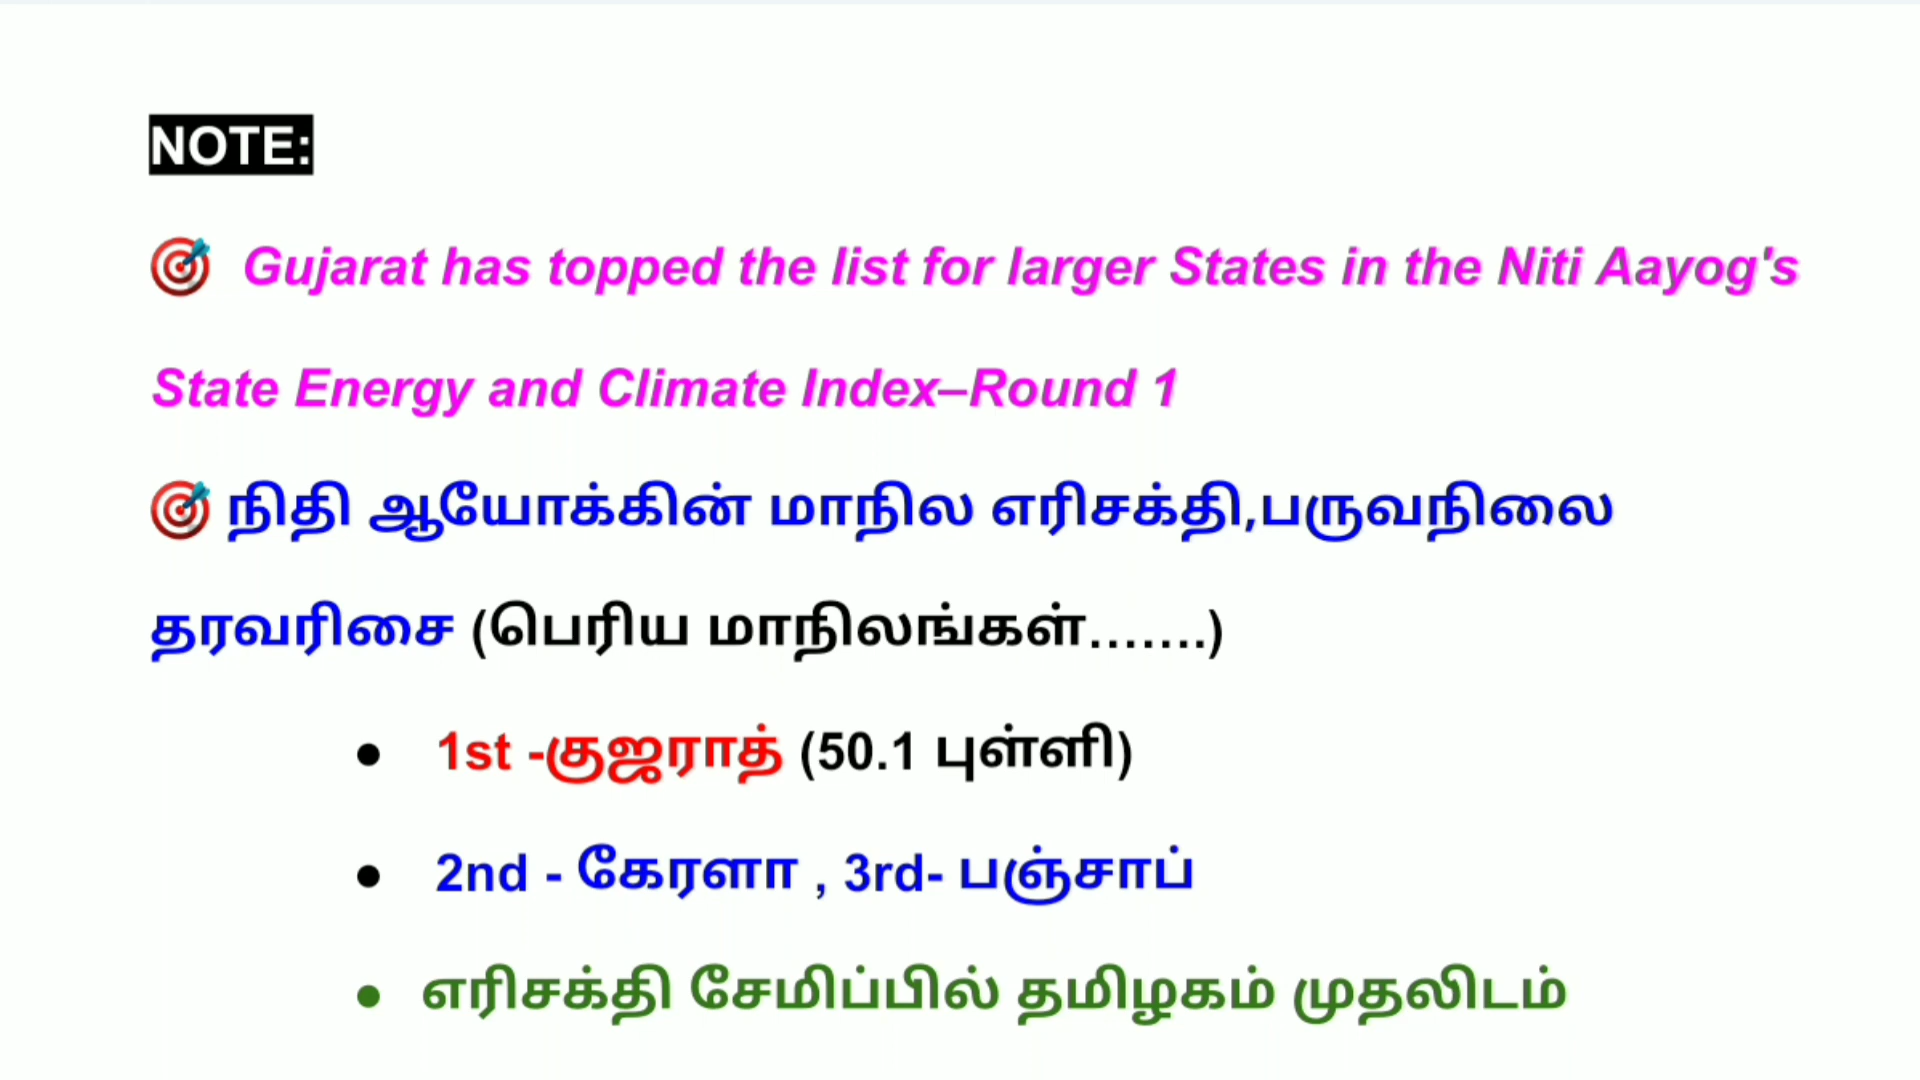 NOTE:
🎯 Gujarat has topped the list for larger States in the Niti Aayog's
State Energy and Climate Index–Round 1
🎯 நிதி ஆயோக்கின் மாநில எரிசக்தி,பருவநிலை
தரவரிசை (பெரிய மாநிலங்கள்.......)
● 1st -குஜராத் (50.1 புள்ளி)
● 2nd - கேரளா , 3rd- பஞ்சாப்
● எரிசக்தி சேமிப்பில் தமிழகம் முதலிடம்